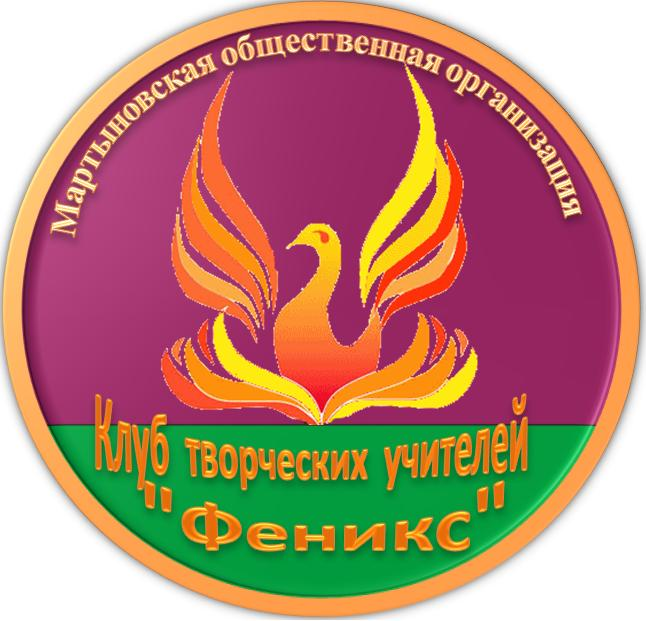 Мартыновская общественная организация
Клуб творческих учителей
"Феникс"